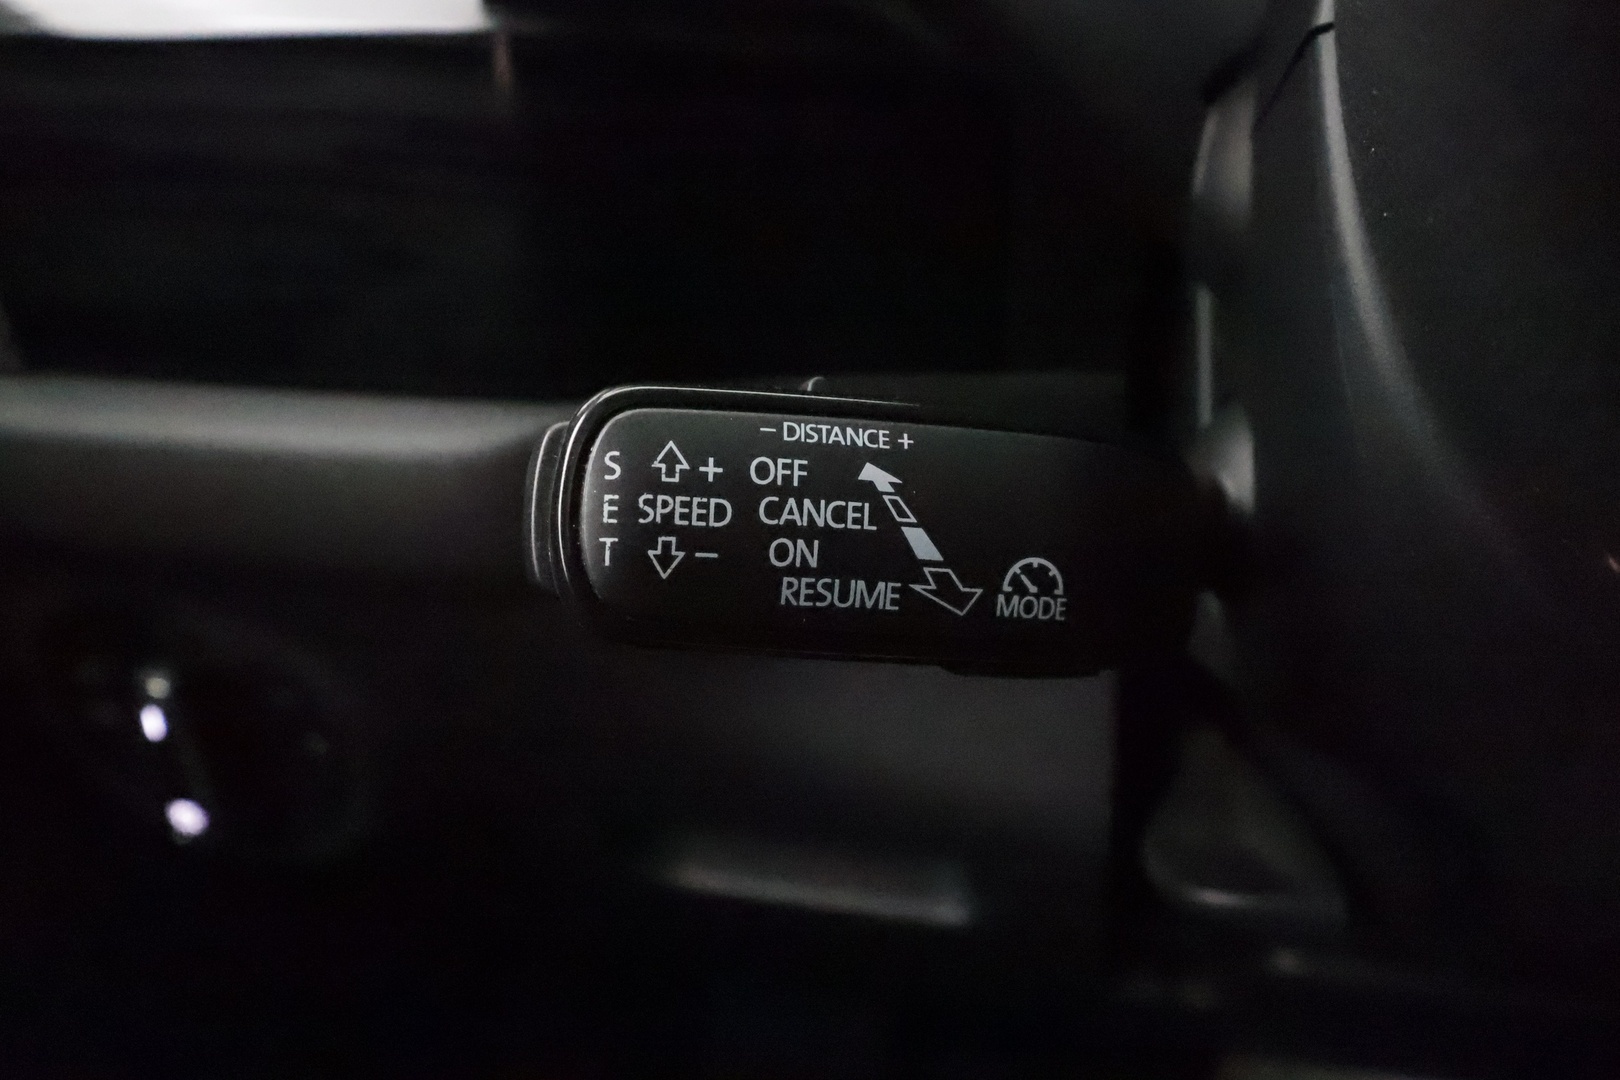 − DISTANCE +
S + OFF
E SPEED CANCEL
T − ON
RESUME
MODE